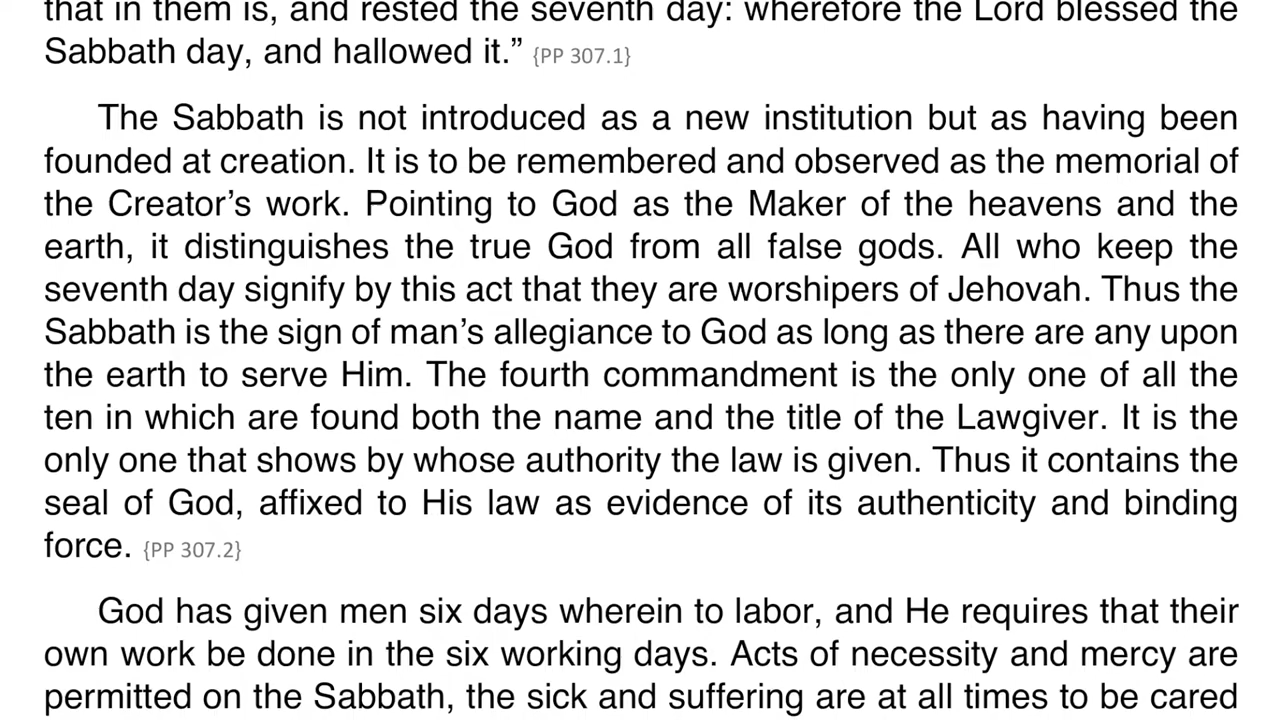 that in them is, and rested the seventh day: wherefore the Lord blessed the
Sabbath day, and hallowed it.” {PP 307.1}
The Sabbath is not introduced as a new institution but as having been
founded at creation. It is to be remembered and observed as the memorial of
the Creator’s work. Pointing to God as the Maker of the heavens and the
earth, it distinguishes the true God from all false gods. All who keep the
seventh day signify by this act that they are worshipers of Jehovah. Thus the
Sabbath is the sign of man’s allegiance to God as long as there are any upon
the earth to serve Him. The fourth commandment is the only one of all the
ten in which are found both the name and the title of the Lawgiver. It is the
only one that shows by whose authority the law is given. Thus it contains the
seal of God, affixed to His law as evidence of its authenticity and binding
force. {PP 307.2}
God has given men six days wherein to labor, and He requires that their
own work be done in the six working days. Acts of necessity and mercy are
permitted on the Sabbath, the sick and suffering are at all times to be cared